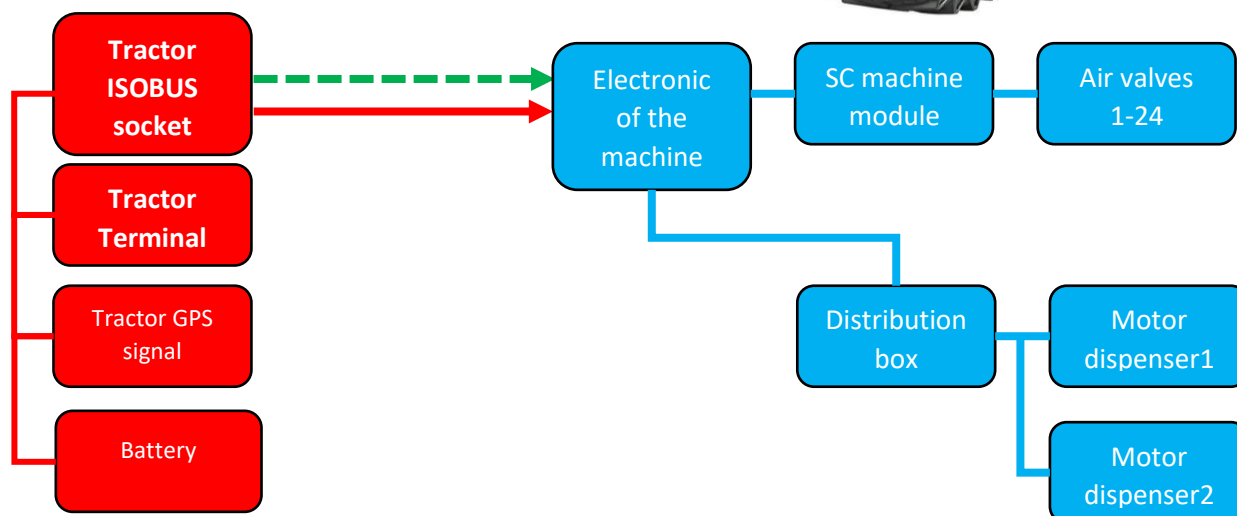 Tractor
ISOBUS
socket
Electronic
of the
machine
SC machine
module
Air valves
1-24
Tractor
Terminal
Tractor GPS
signal
Distribution
box
Motor
dispenser1
Battery
Motor
dispenser2